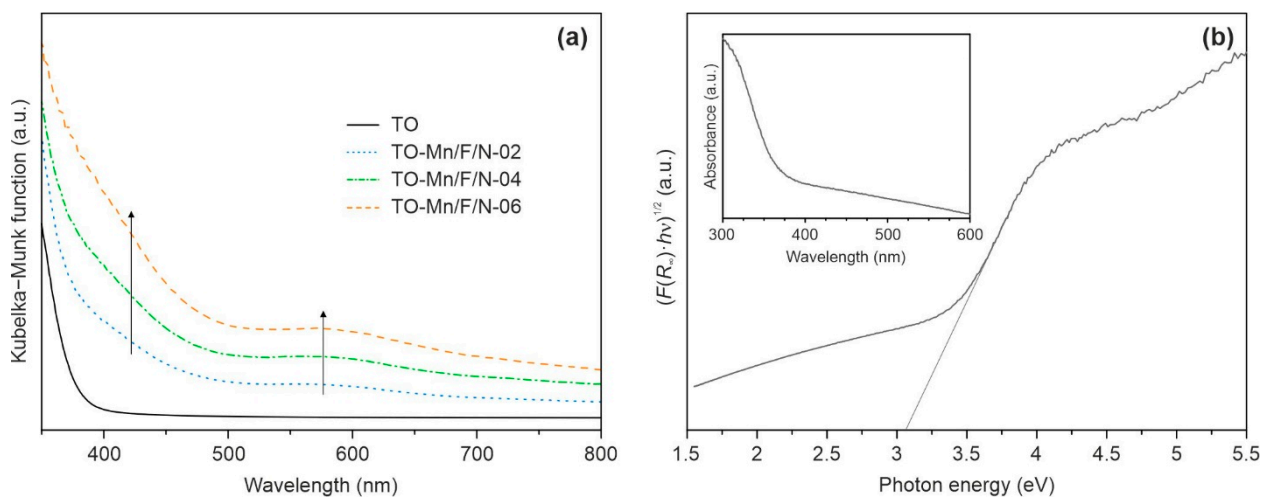 (a)
Kubelka−Munk function (a.u.)
TO
TO-Mn/F/N-02
TO-Mn/F/N-04
TO-Mn/F/N-06
400 500 600 700 800
Wavelength (nm)
(b)
(F(R∞)·hν)1/2 (a.u.)
Absorbance (a.u.)
300 400 500 600
Wavelength (nm)
1.5 2 2.5 3 3.5 4 4.5 5 5.5
Photon energy (eV)